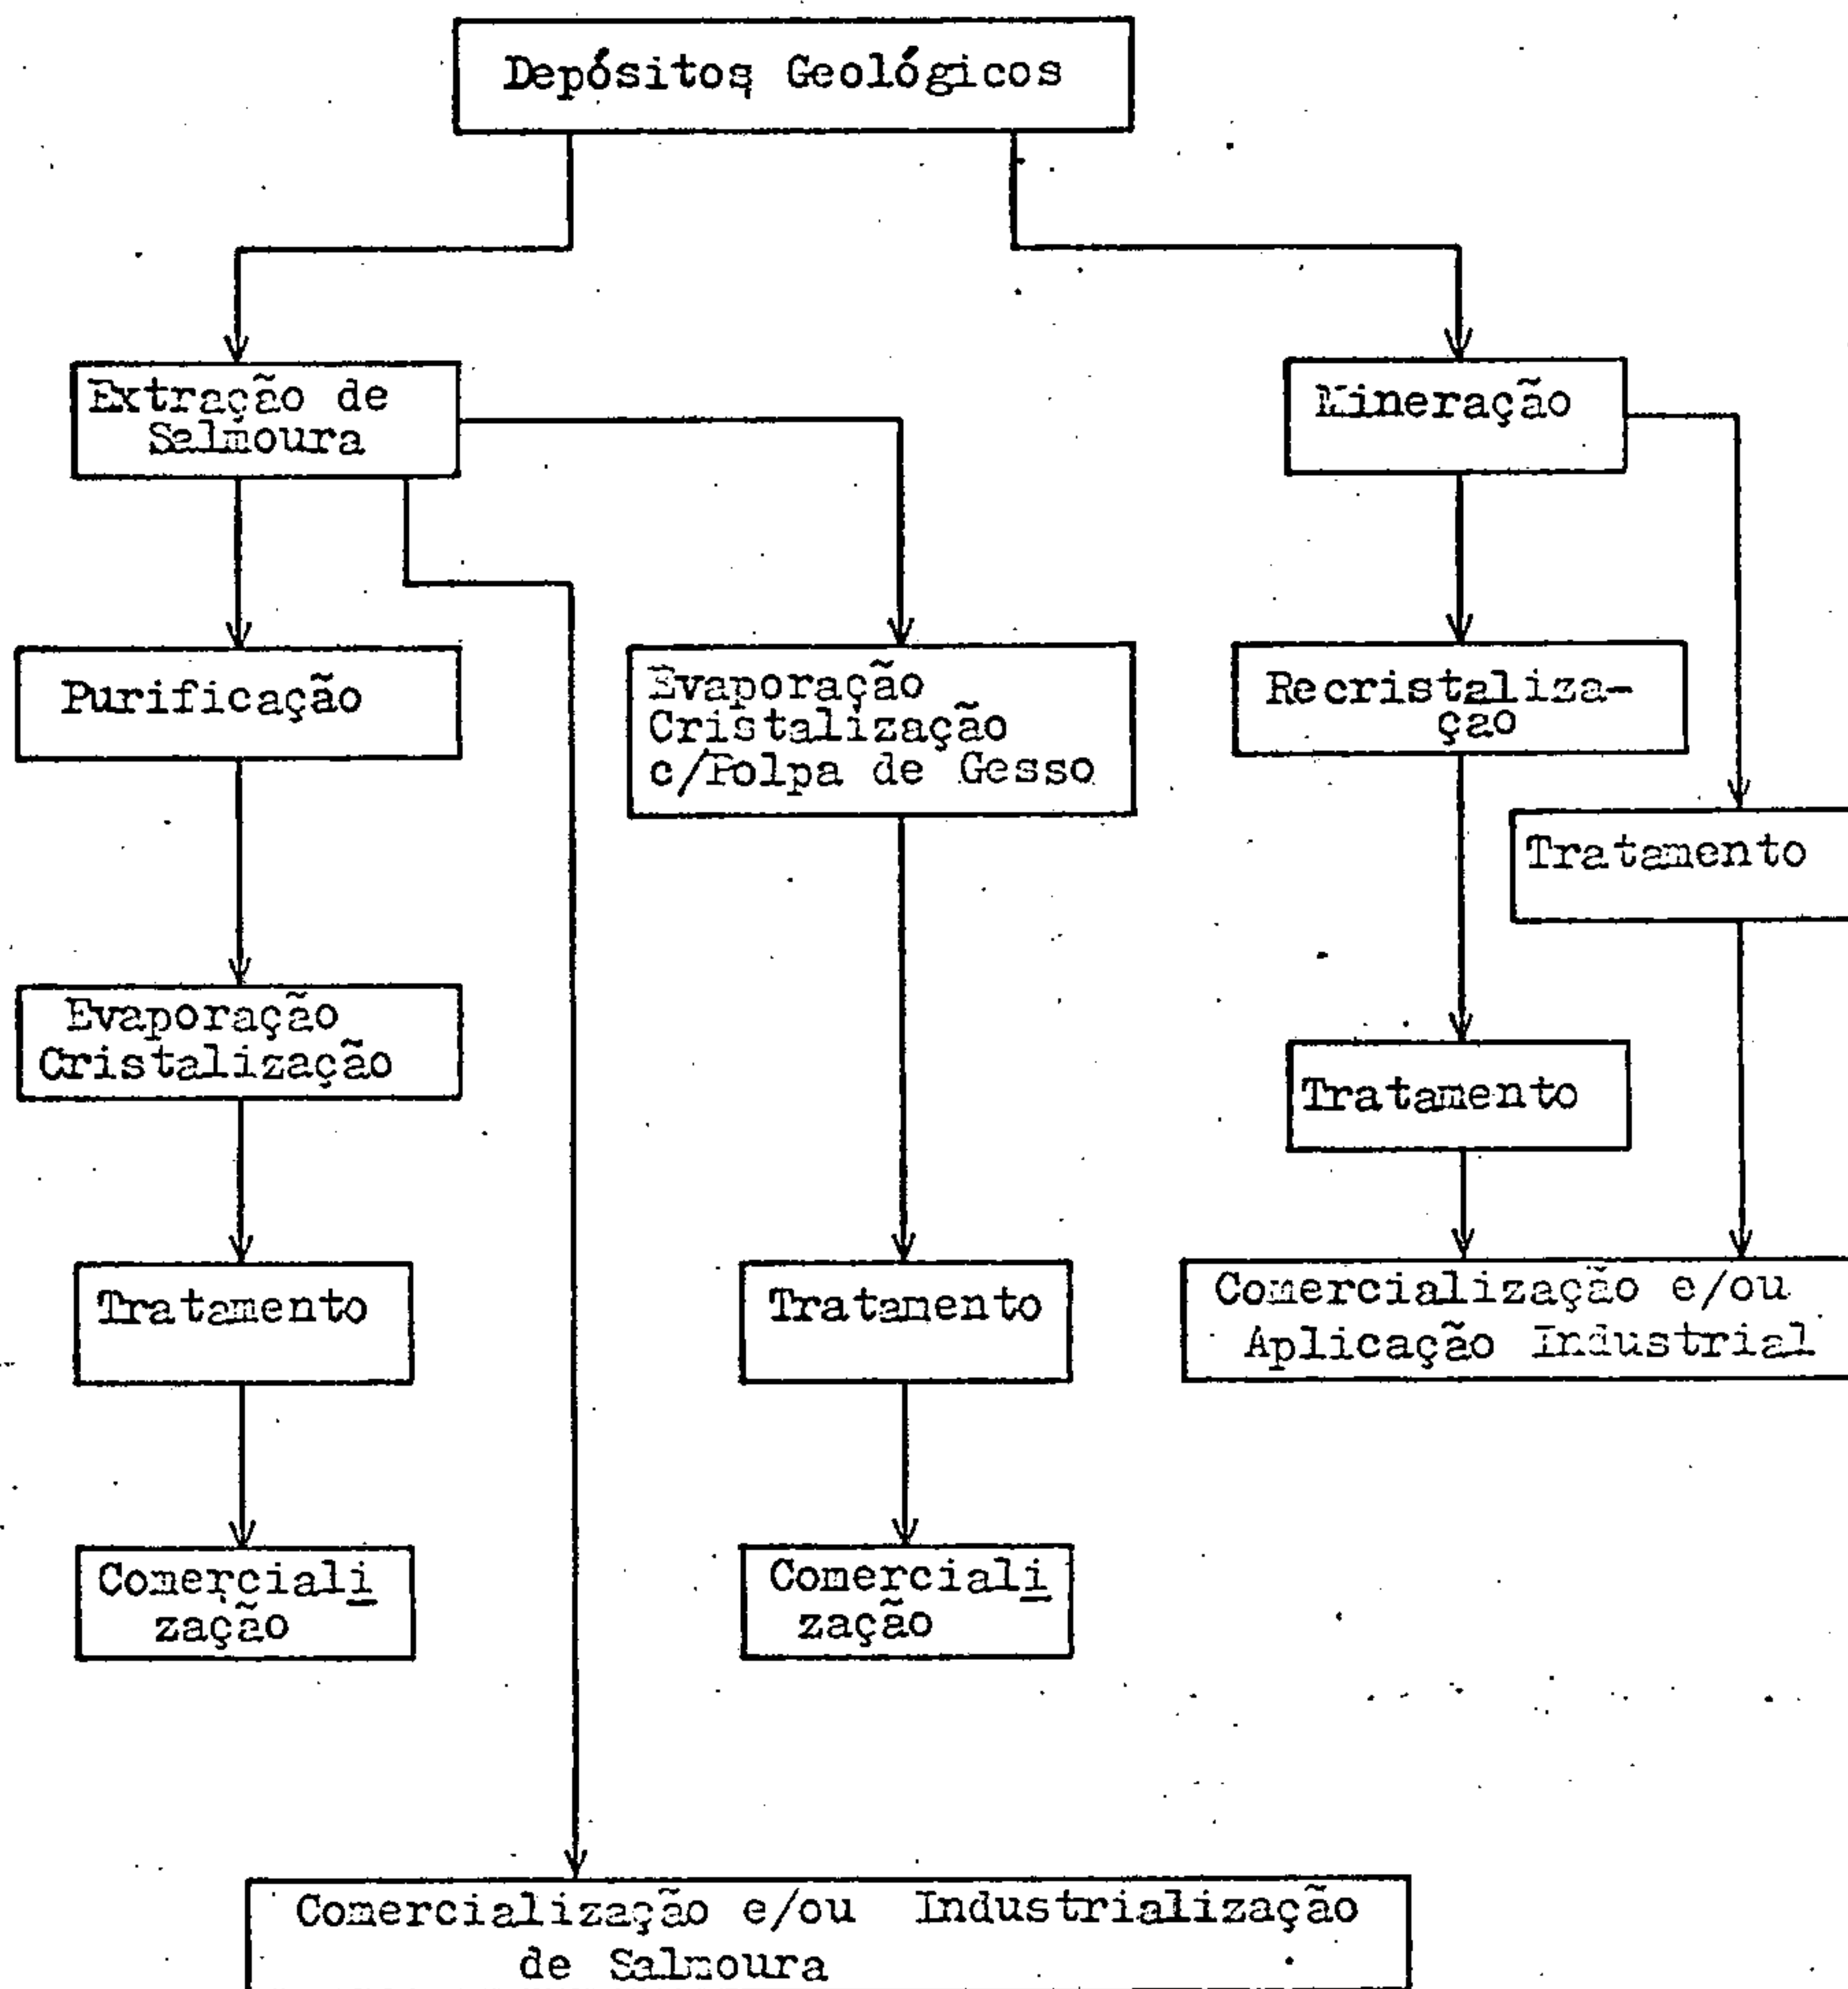 Depósitos Geológicos
Extração de
Salmoura
Mineração
Purificação
Evaporação
Cristalização
c/Polpa de Gesso
Recristaliza-
ção
Tratamento
Evaporação
Cristalização
Tratamento
Tratamento
Tratamento
Comercialização e/ou
Aplicação Industrial
Comerciali
zação
Comerciali
zação
Comercialização e/ou Industrialização
de Salmoura